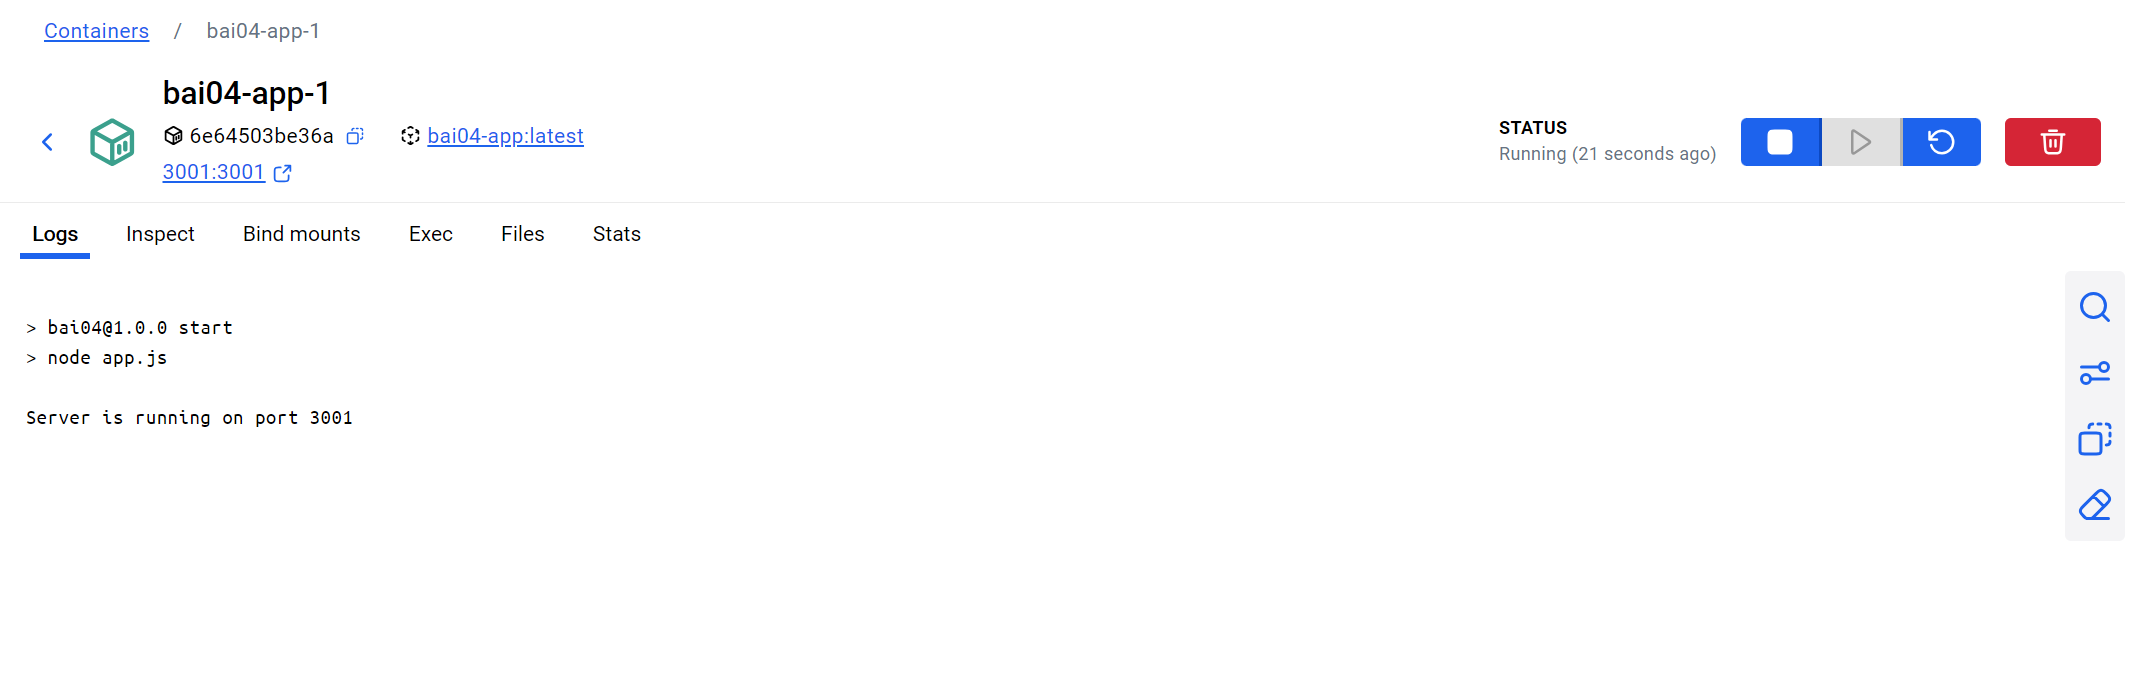 Containers / bai04-app-1
bai04-app-1
6e64503be36a bai04-app:latest
3001:3001
STATUS
Running (21 seconds ago)
Logs Inspect Bind mounts Exec Files Stats
> bai04@1.0.0 start
> node app.js
Server is running on port 3001